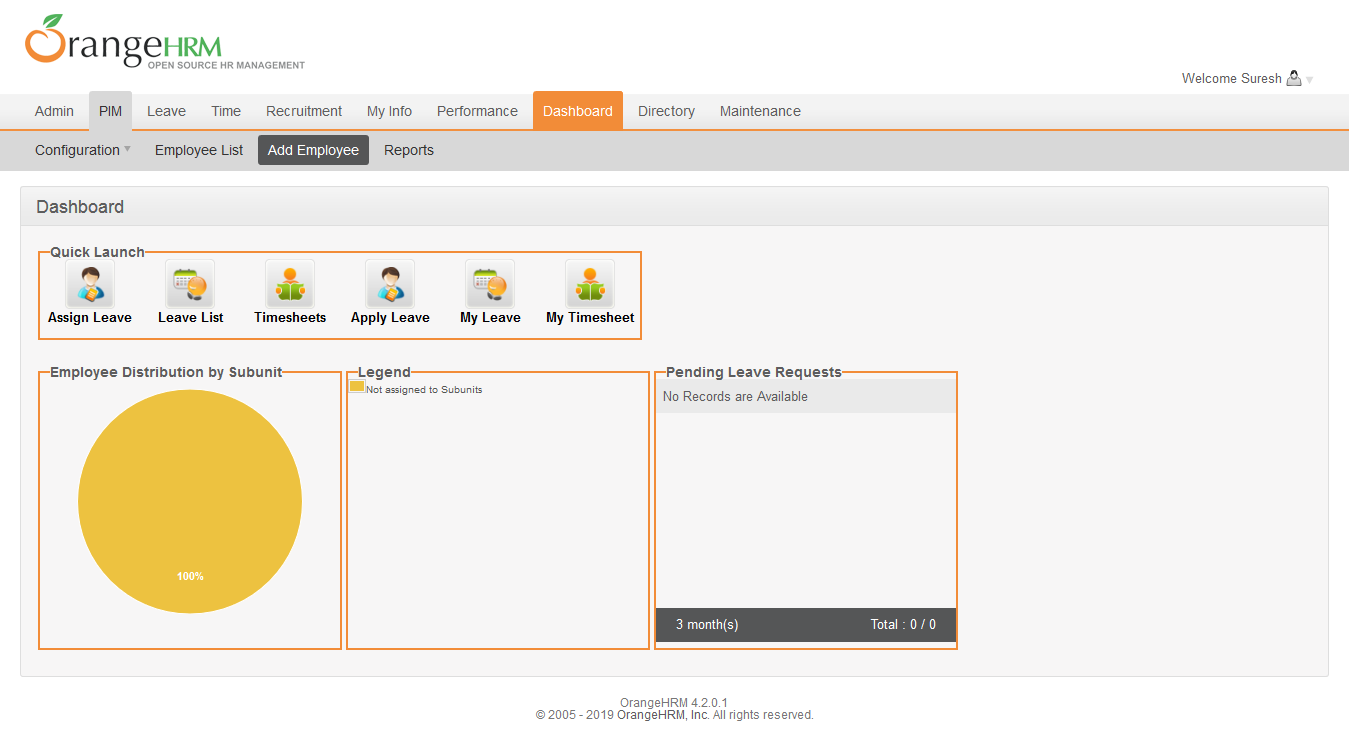 OrangeHRM
OPEN SOURCE HR MANAGEMENT
Welcome Suresh
Admin PIM Leave Time Recruitment My Info Performance Dashboard Directory Maintenance
Configuration Employee List Add Employee Reports
Dashboard
Quick Launch
Assign Leave Leave List Timesheets Apply Leave My Leave My Timesheet
Employee Distribution by Subunit
100%
Legend
Not assigned to Subunits
Pending Leave Requests
No Records are Available
3 month(s) Total : 0 / 0
OrangeHRM 4.2.0.1
© 2005 - 2019 OrangeHRM, Inc. All rights reserved.